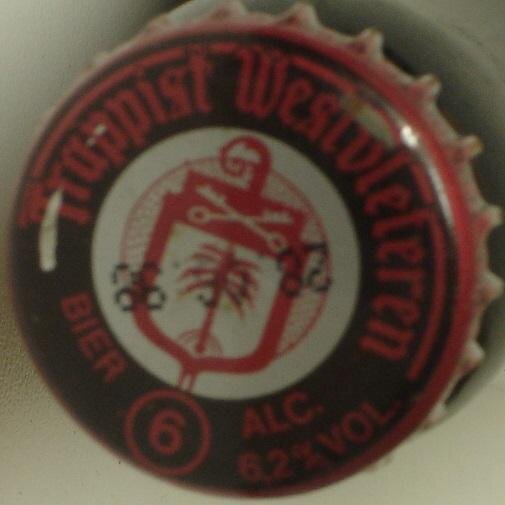 Trappist Westvleteren
BIER
6
ALC.
6,2% VOL.